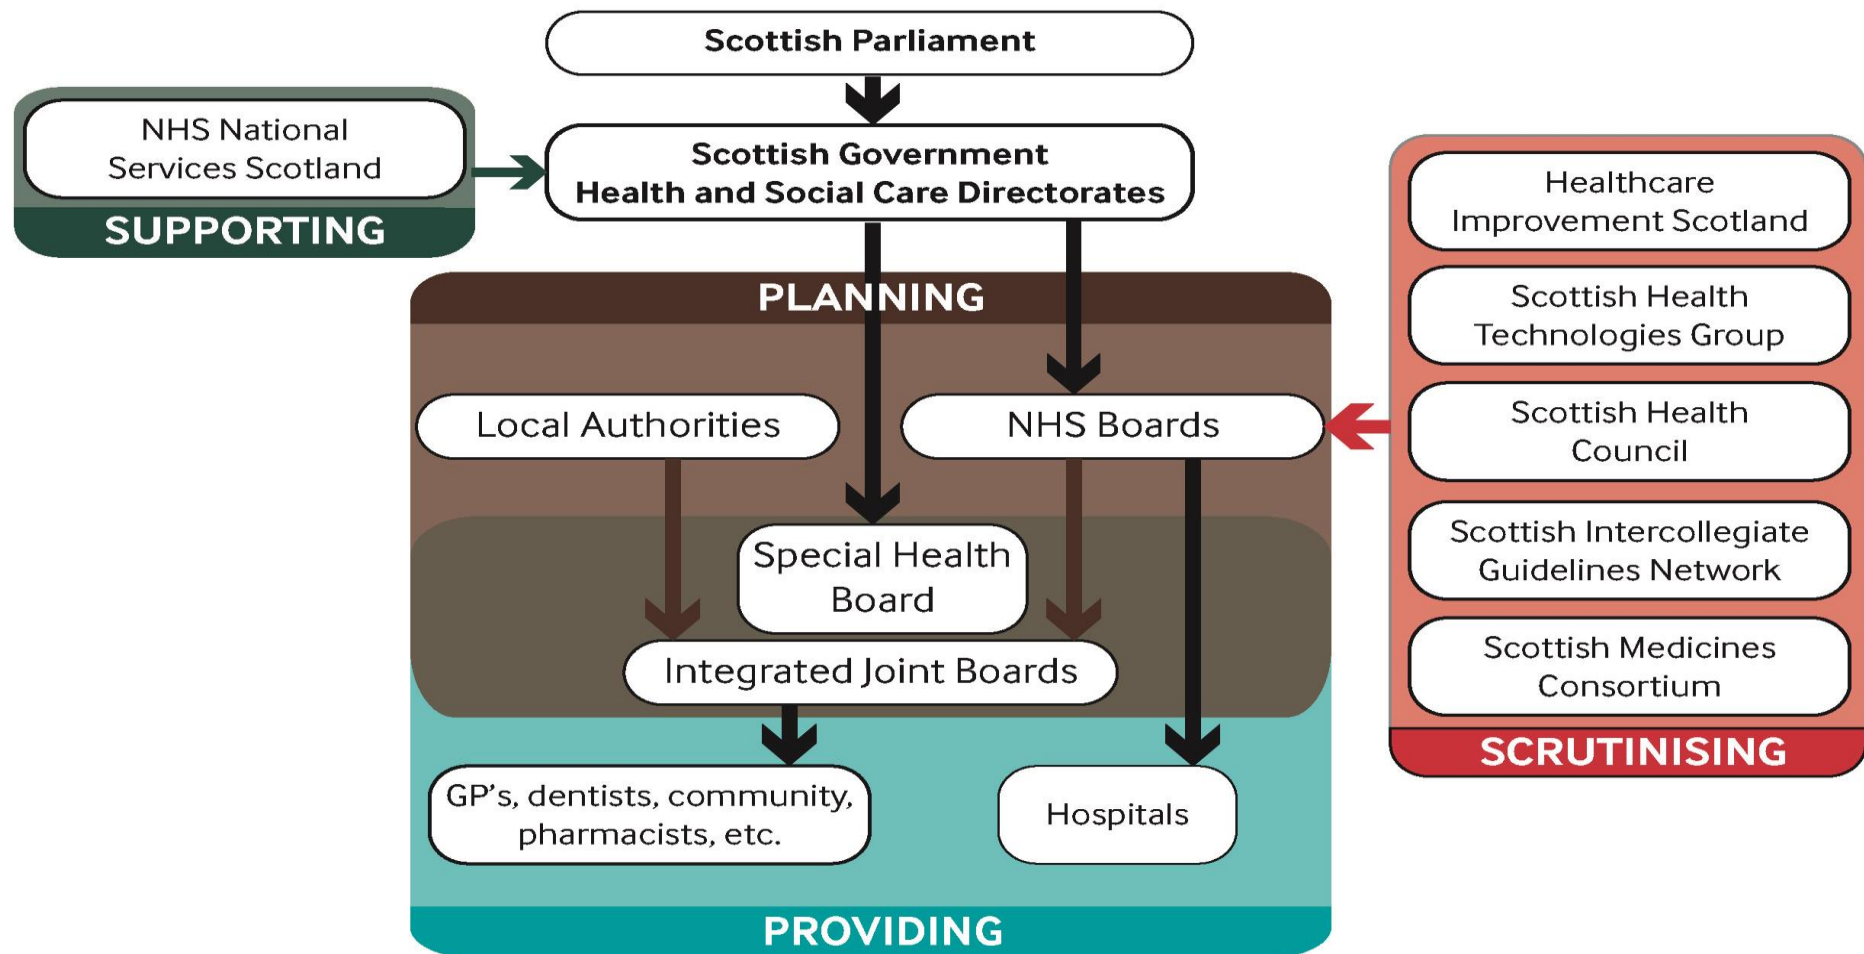 Scottish Parliament
NHS National
Services Scotland
SUPPORTING
Scottish Government
Health and Social Care Directorates
PLANNING
Local Authorities
NHS Boards
Special Health
Board
Integrated Joint Boards
GP's, dentists, community,
pharmacists, etc.
Hospitals
PROVIDING
Healthcare
Improvement Scotland
Scottish Health
Technologies Group
Scottish Health
Council
Scottish Intercollegiate
Guidelines Network
Scottish Medicines
Consortium
SCRUTINISING